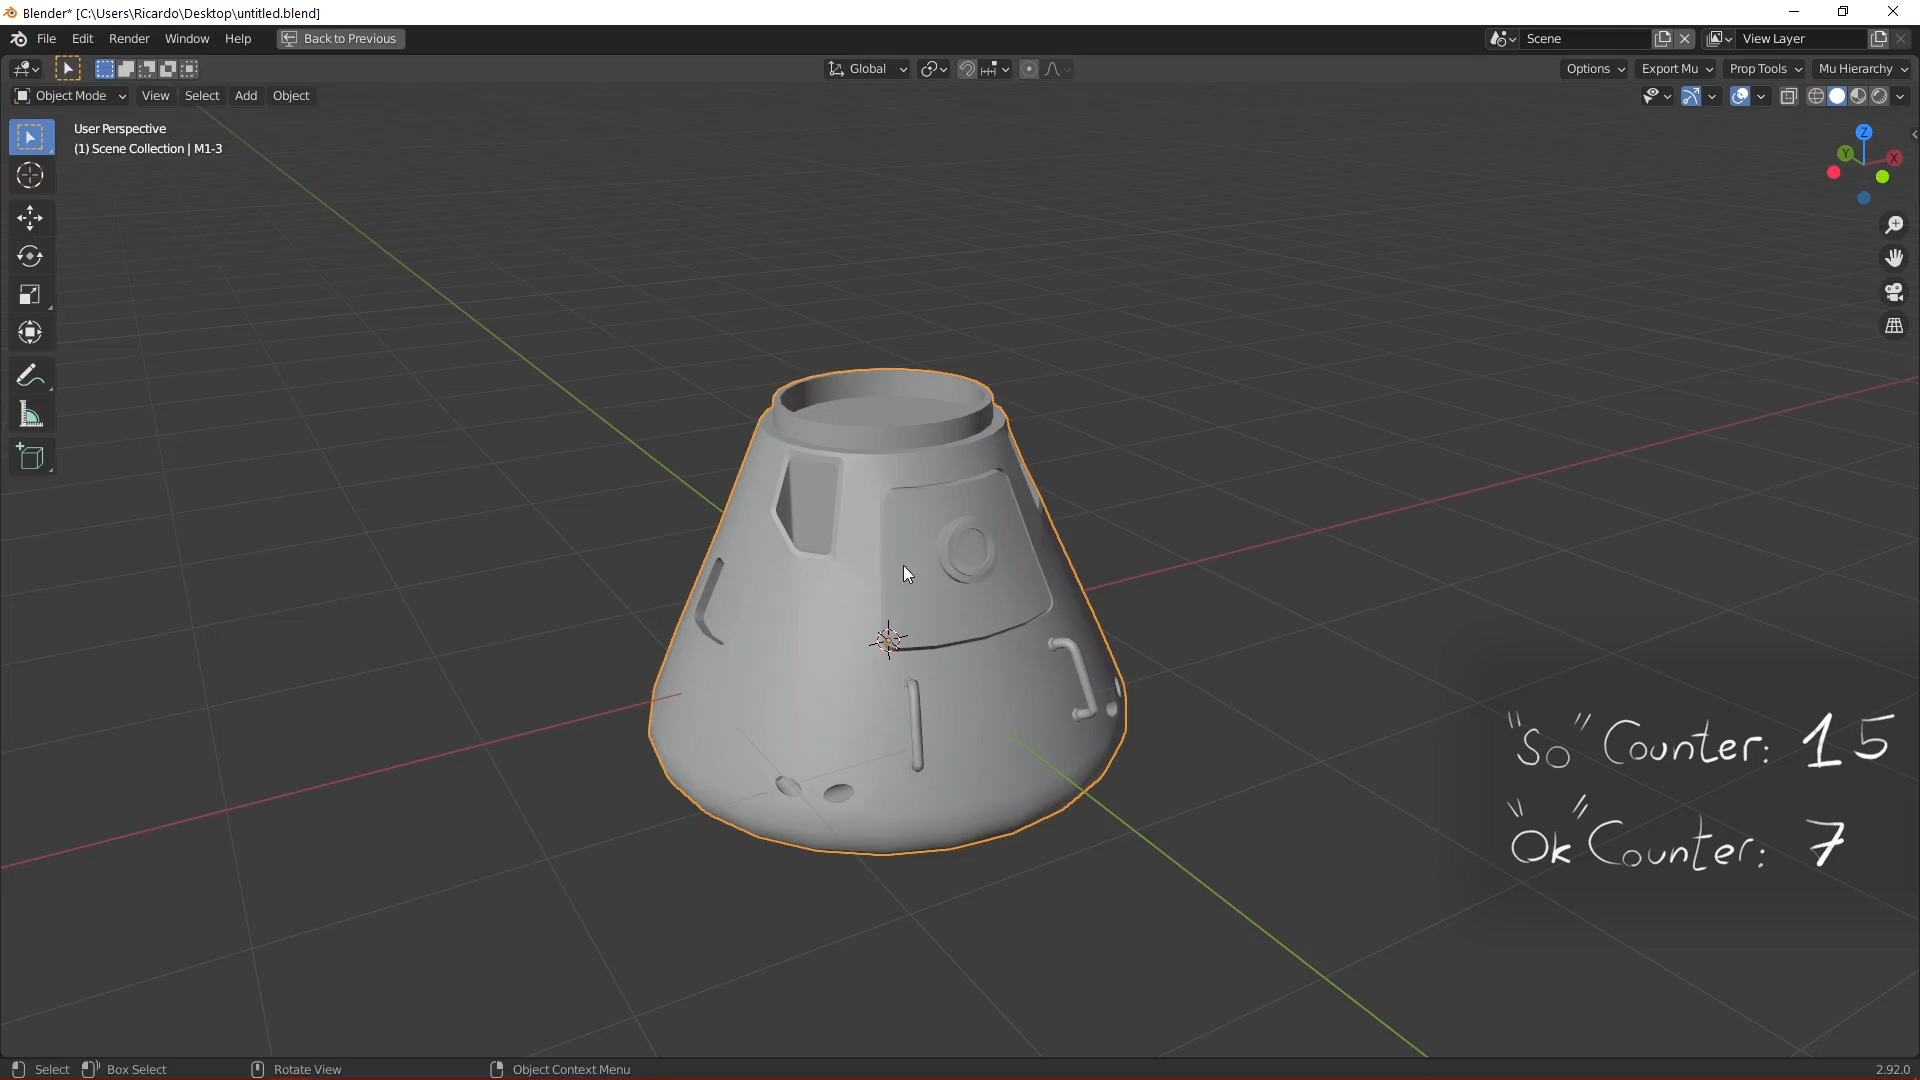 Blender* [C:\Users\Ricardo\Desktop\untitled.blend]
File Edit Render Window Help Back to Previous Scene View Layer
Global Options Export Mu Prop Tools Mu Hierarchy
Object Mode View Select Add Object
User Perspective
(1) Scene Collection | M1-3
Z
Y X
"So" Counter: 15
"Ok" Counter: 7
Select Box Select Rotate View Object Context Menu 2.92.0